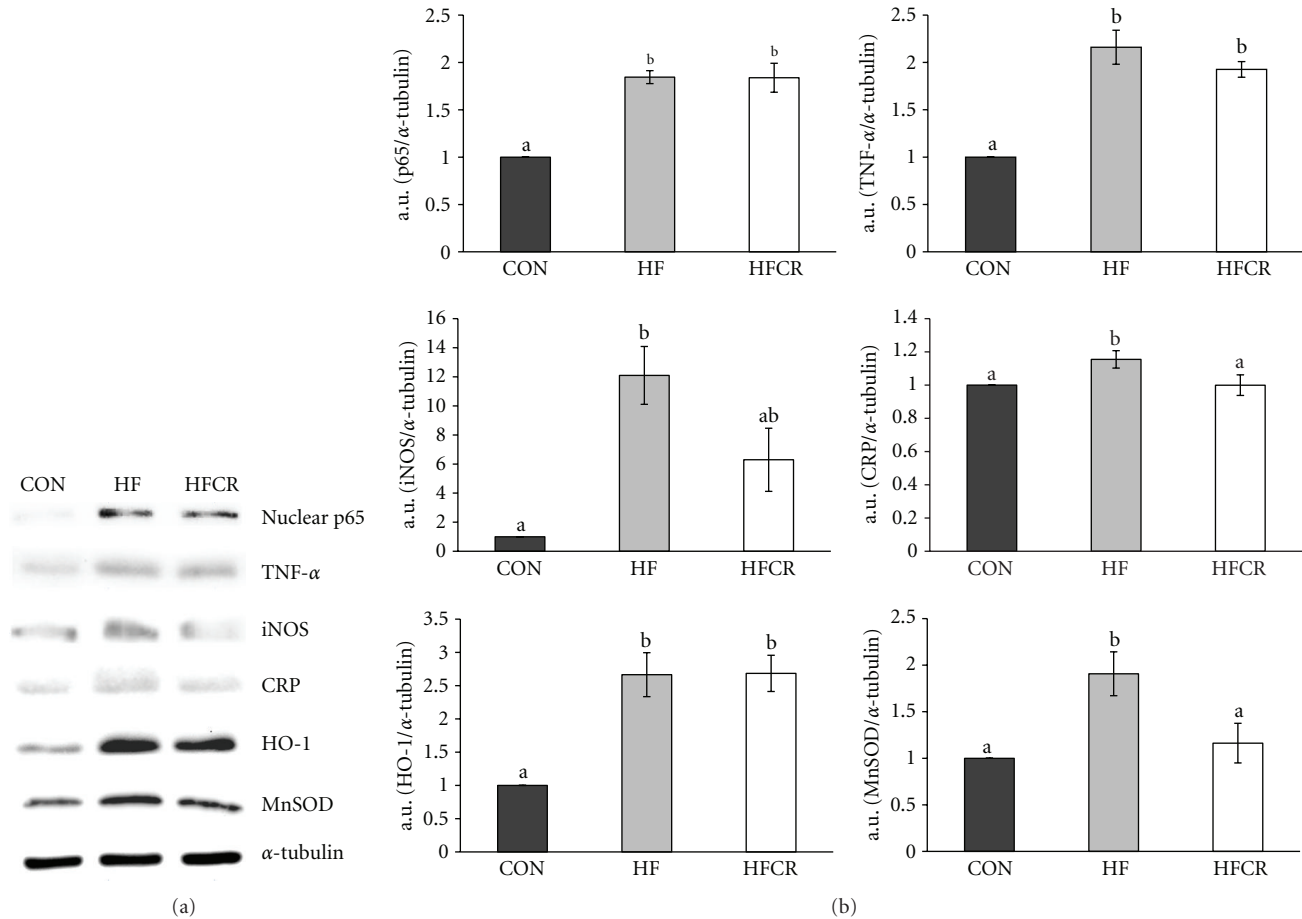 CON HF HFCR
Nuclear p65
TNF-α
iNOS
CRP
HO-1
MnSOD
α-tubulin
(a)
a.u. (p65/α-tubulin)
2.5
2
1.5
1
0.5
0
a
b
b
CON HF HFCR
a.u. (TNF-α/α-tubulin)
2.5
2
1.5
1
0.5
0
a
b
b
CON HF HFCR
a.u. (iNOS/α-tubulin)
16
14
12
10
8
6
4
2
0
a
b
ab
CON HF HFCR
a.u. (CRP/α-tubulin)
1.4
1.2
1
0.8
0.6
0.4
0.2
0
a
b
a
CON HF HFCR
a.u. (HO-1/α-tubulin)
3.5
3
2.5
2
1.5
1
0.5
0
a
b
b
CON HF HFCR
a.u. (MnSOD/α-tubulin)
2.5
2
1.5
1
0.5
0
a
b
a
CON HF HFCR
(b)